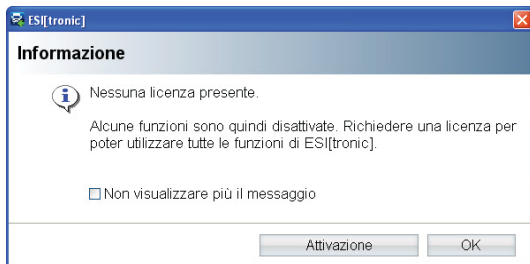 ESI[tronic]
Informazione
Nessuna licenza presente.
Alcune funzioni sono quindi disattivate. Richiedere una licenza per
poter utilizzare tutte le funzioni di ESI[tronic].
Non visualizzare più il messaggio
Attivazione
OK